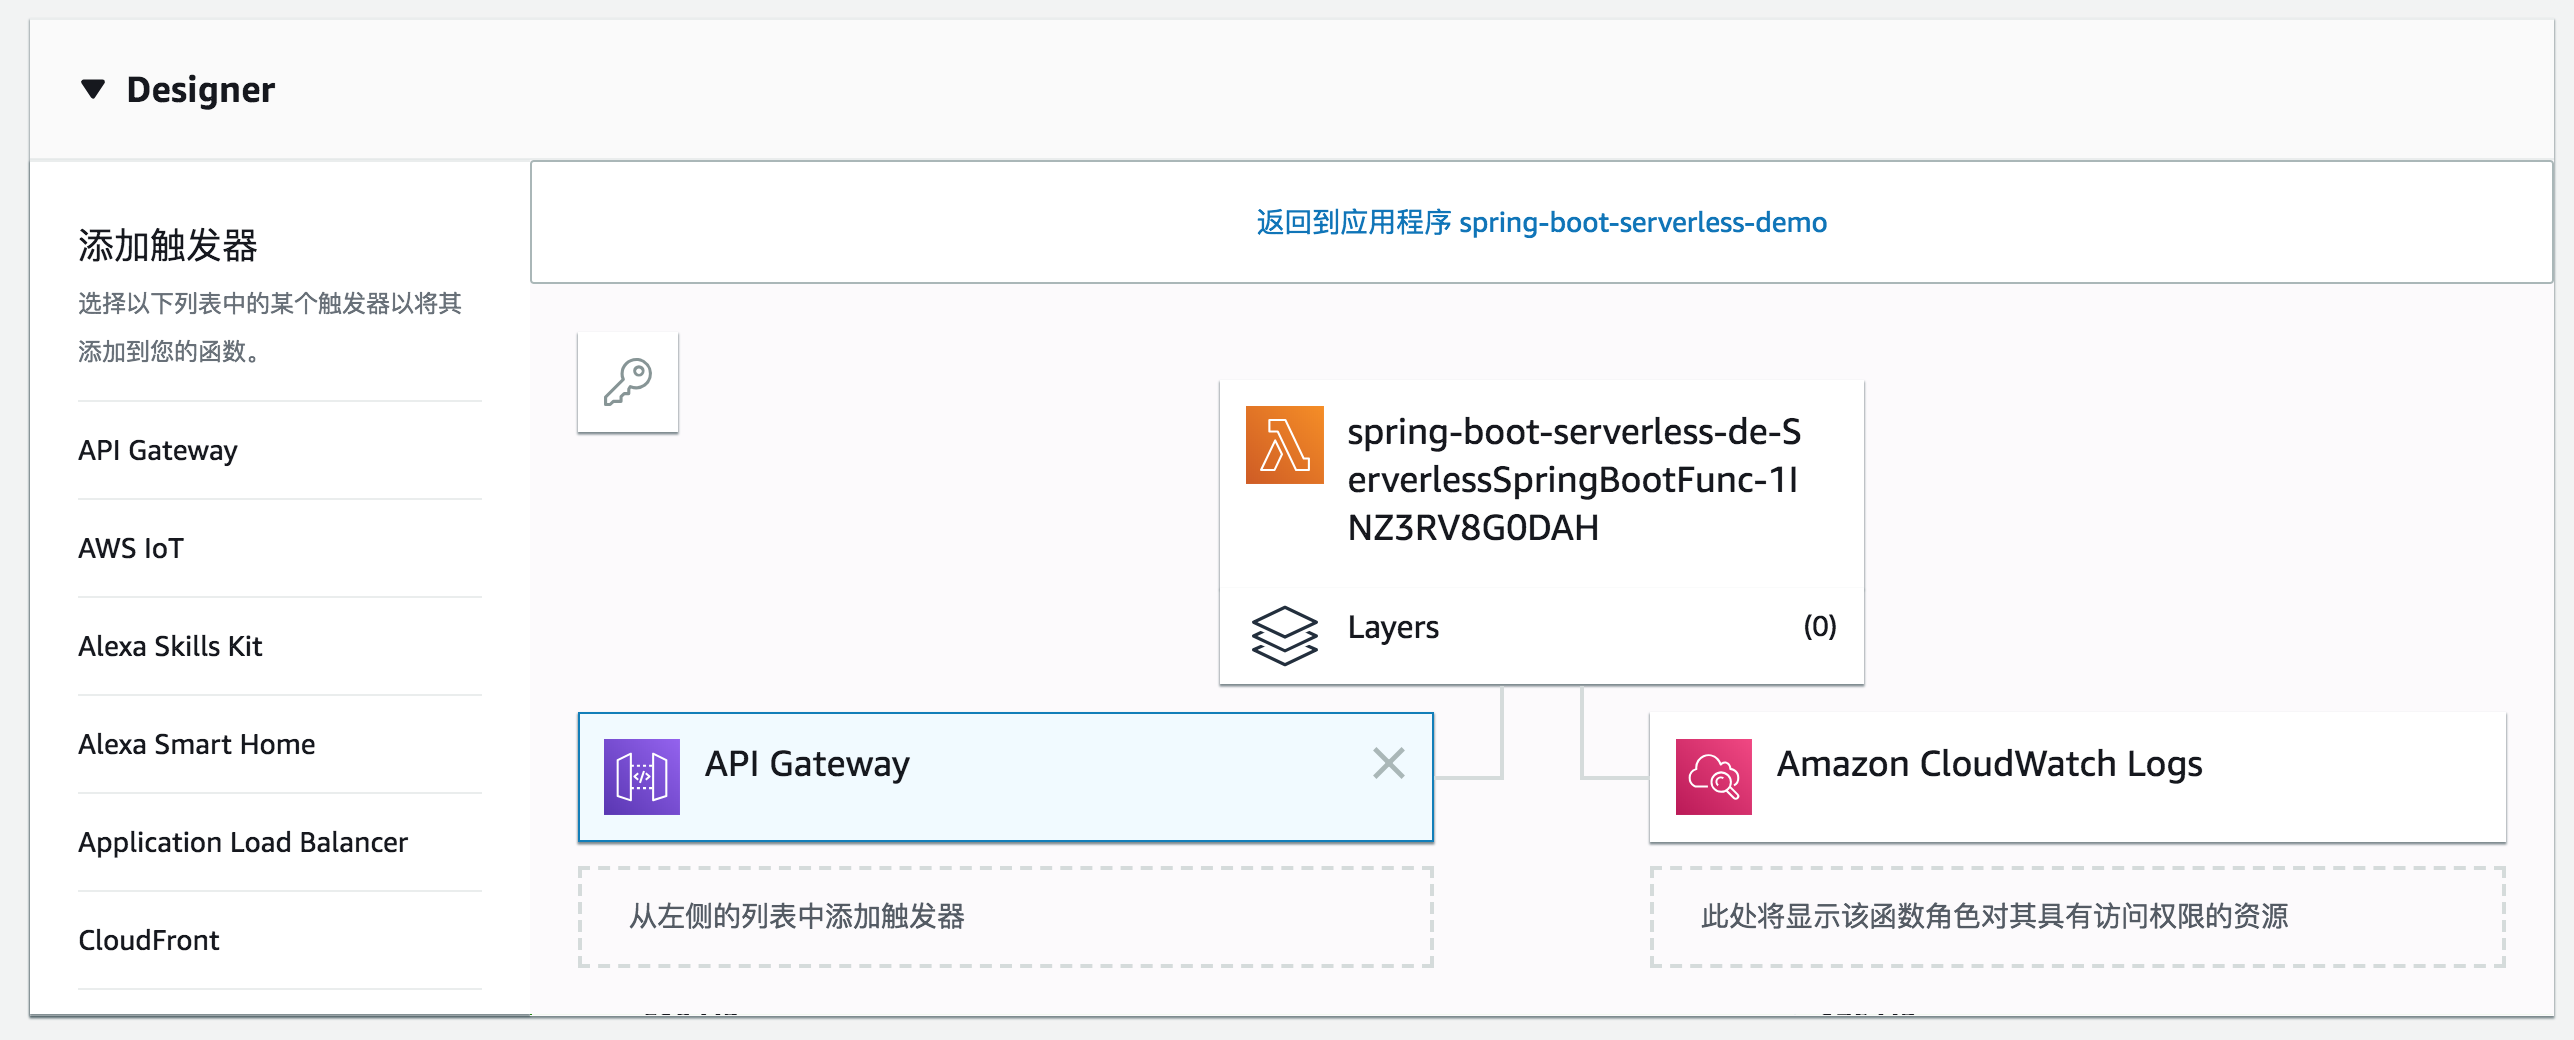 Designer
添加触发器
选择以下列表中的某个触发器以将其
添加到您的函数。
API Gateway
AWS IoT
Alexa Skills Kit
Alexa Smart Home
Application Load Balancer
CloudFront
返回到应用程序 spring-boot-serverless-demo
spring-boot-serverless-de-S
erverlessSpringBootFunc-1I
NZ3RV8G0DAH
Layers (0)
API Gateway
从左侧的列表中添加触发器
Amazon CloudWatch Logs
此处将显示该函数角色对其具有访问权限的资源